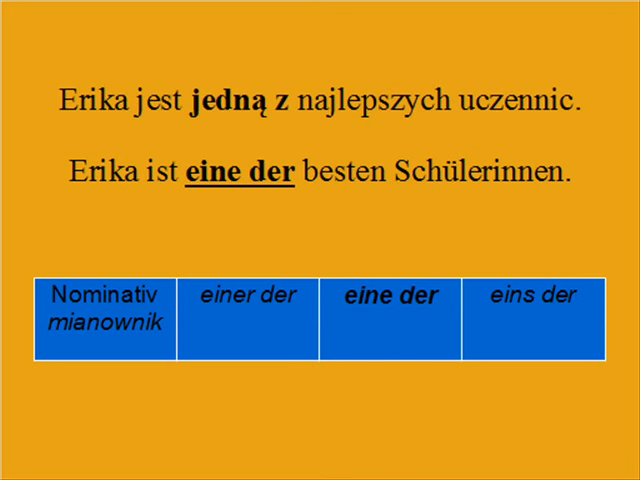 Erika jest jedną z najlepszych uczennic.
Erika ist eine der besten Schülerinnen.
Nominativ einer der eine der eins der
mianownik